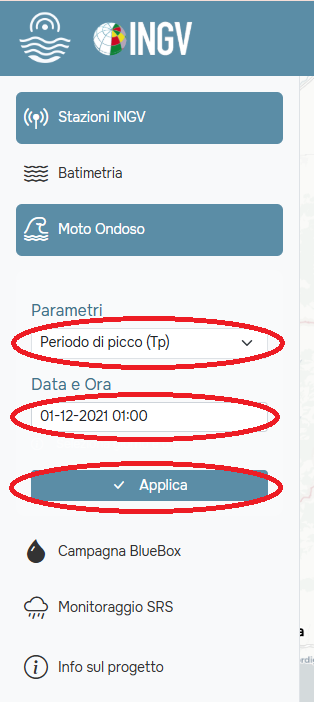 INGV
Stazioni INGV
Batimetria
Moto Ondoso
Parametri
Periodo di picco (Tp)
Data e Ora
01-12-2021 01:00
Applica
Campagna BlueBox
Monitoraggio SRS
Info sul progetto